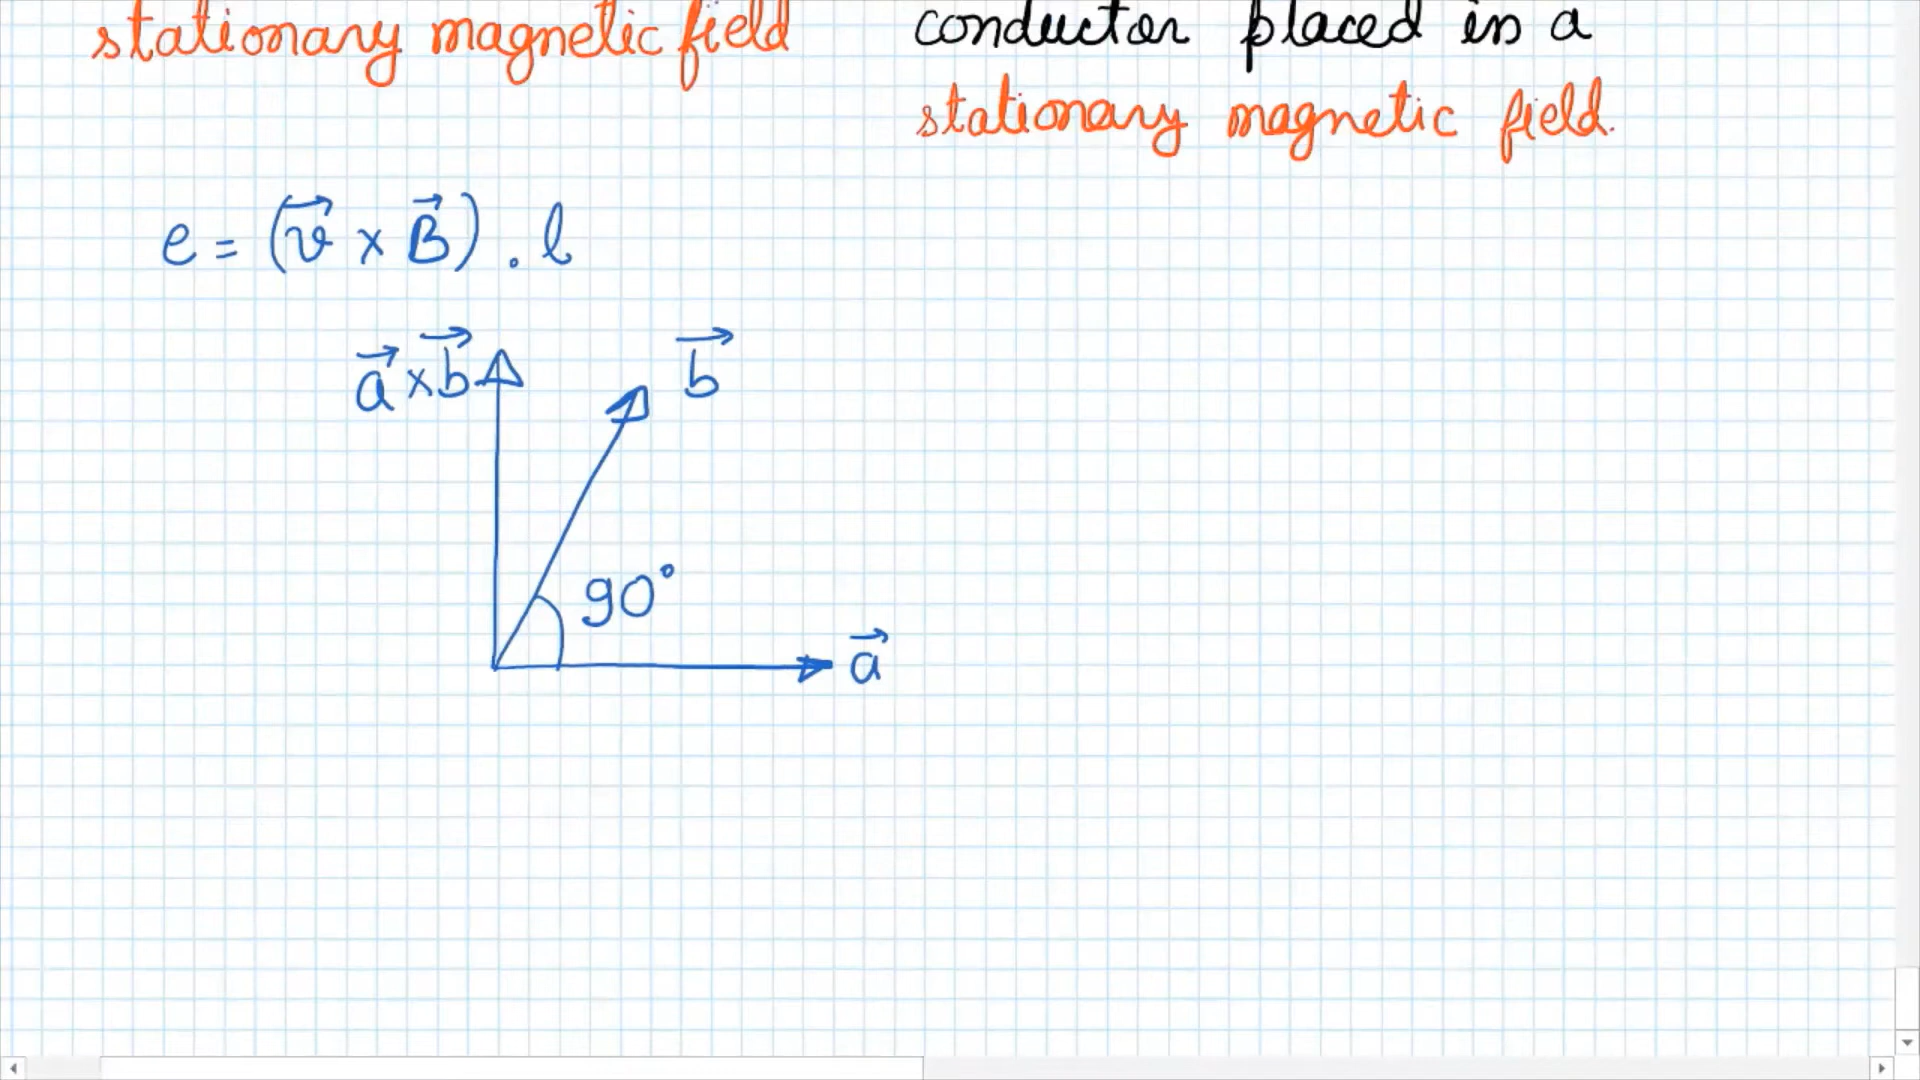 stationary magnetic field
conductor placed in a
stationary magnetic field.
e = (v⃗ × B⃗) . l
a⃗ × b⃗
b⃗
90°
a⃗